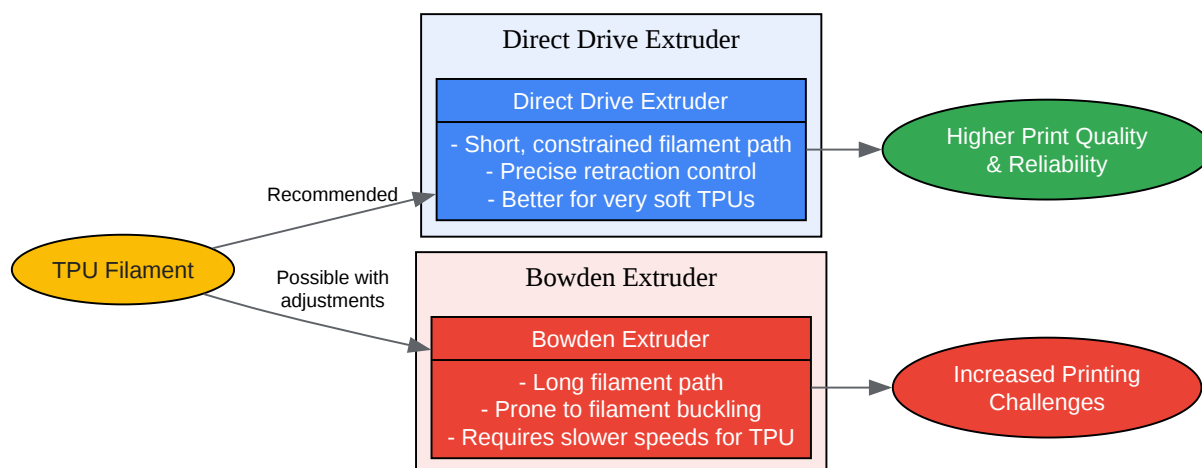 Direct Drive Extruder
Direct Drive Extruder
- Short, constrained filament path
- Precise retraction control
- Better for very soft TPUs
Higher Print Quality
& Reliability
Recommended
TPU Filament
Possible with
adjustments
Bowden Extruder
Bowden Extruder
- Long filament path
- Prone to filament buckling
- Requires slower speeds for TPU
Increased Printing
Challenges